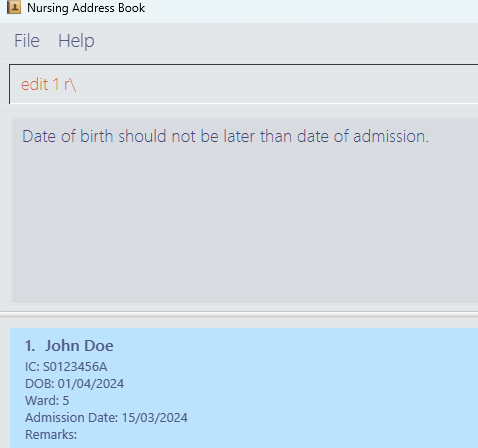 Nursing Address Book
File Help
edit 1 r\
Date of birth should not be later than date of admission.
1. John Doe
IC: S0123456A
DOB: 01/04/2024
Ward: 5
Admission Date: 15/03/2024
Remarks: